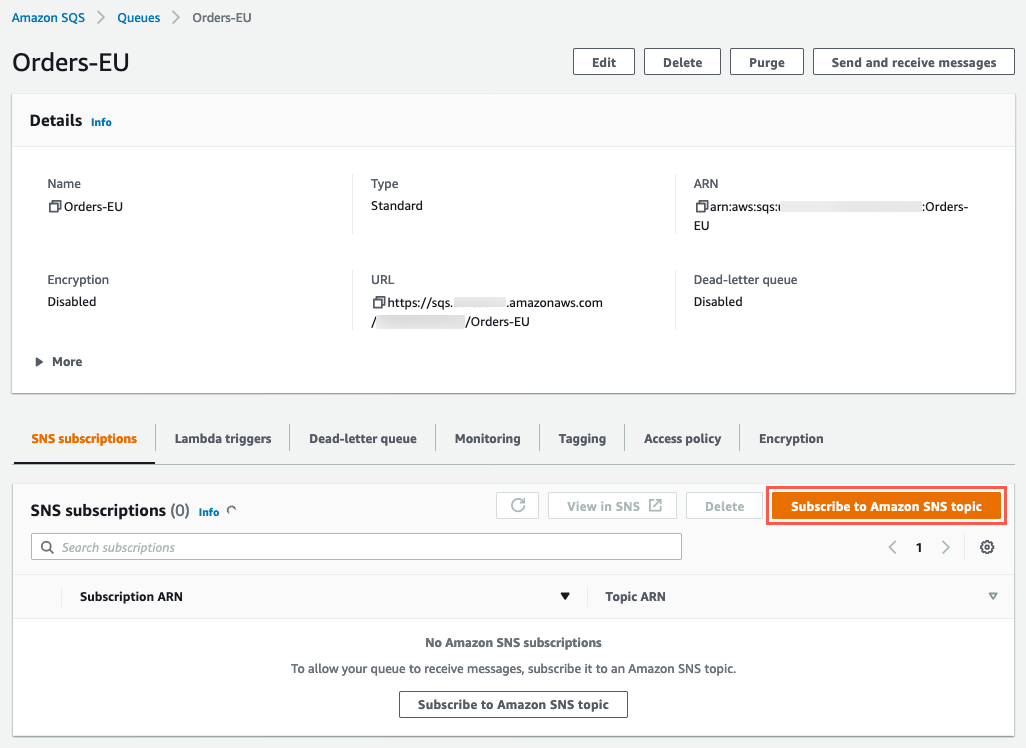 Amazon SQS > Queues > Orders-EU
Orders-EU
Edit
Delete
Purge
Send and receive messages
Details Info
Name
Orders-EU
Type
Standard
ARN
arn:aws:sqs: :Orders-
EU
Encryption
Disabled
URL
https://sqs. .amazonaws.com
/ /Orders-EU
Dead-letter queue
Disabled
More
SNS subscriptions
Lambda triggers
Dead-letter queue
Monitoring
Tagging
Access policy
Encryption
SNS subscriptions (0) Info
View in SNS
Delete
Subscribe to Amazon SNS topic
Search subscriptions
1
Subscription ARN
Topic ARN
No Amazon SNS subscriptions
To allow your queue to receive messages, subscribe it to an Amazon SNS topic.
Subscribe to Amazon SNS topic